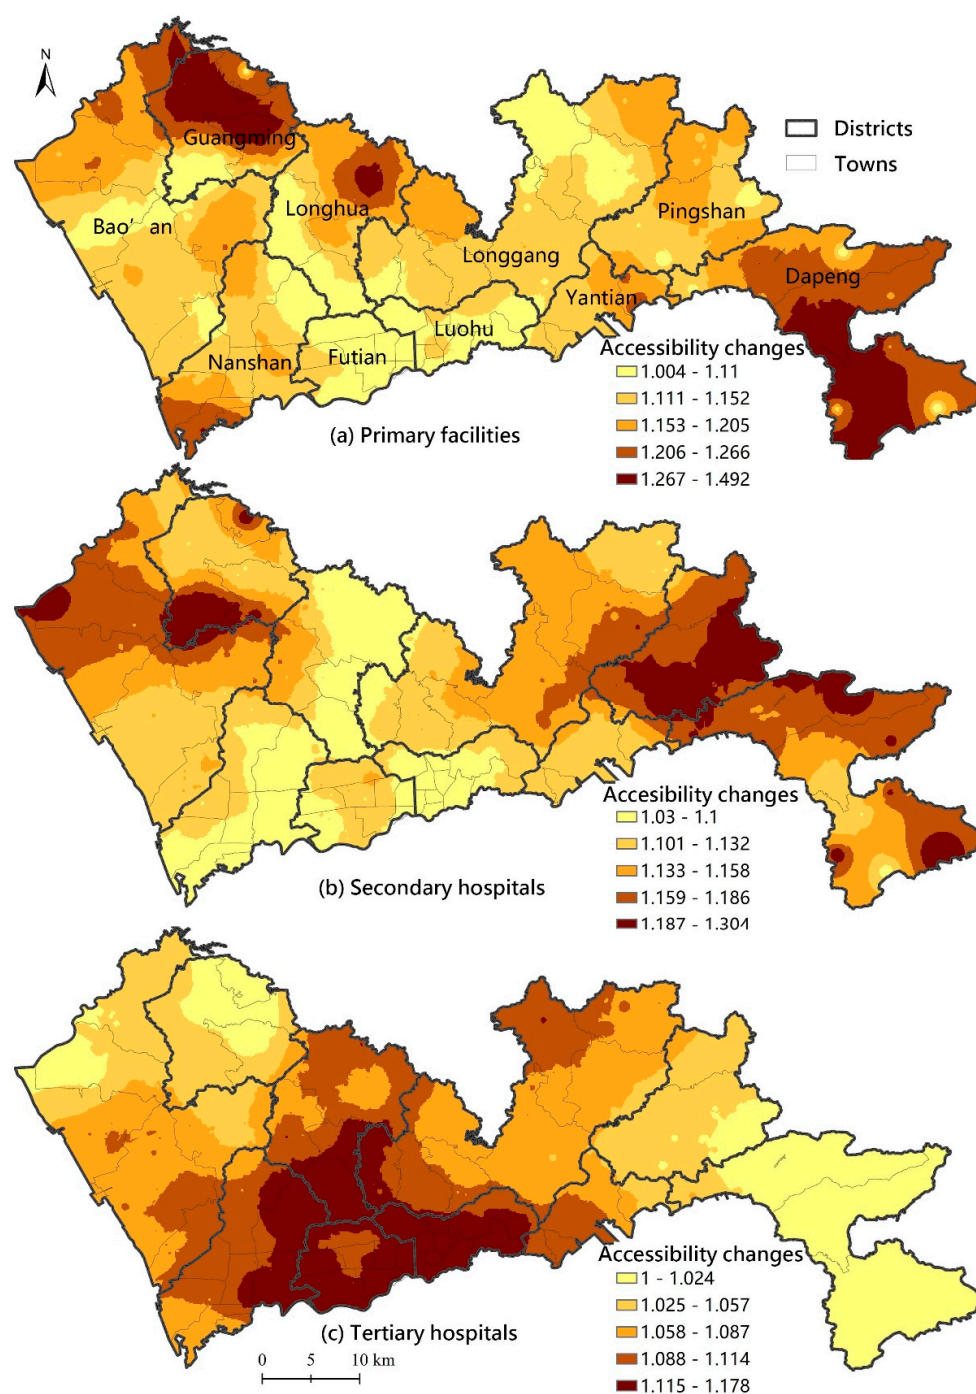 N
Guangming
Districts
Towns
Bao’ an
Longhua
Pingshan
Longgang
Dapeng
Yantian
Luohu
Nanshan
Futian
Accessibility changes
1.004 - 1.11
1.111 - 1.152
1.153 - 1.205
1.206 - 1.266
1.267 - 1.492
(a) Primary facilities
Accesibility changes
1.03 - 1.1
1.101 - 1.132
1.133 - 1.158
1.159 - 1.186
1.187 - 1.304
(b) Secondary hospitals
Accessibility changes
1 - 1.024
1.025 - 1.057
1.058 - 1.087
1.088 - 1.114
1.115 - 1.178
(c) Tertiary hospitals
0 5 10 km